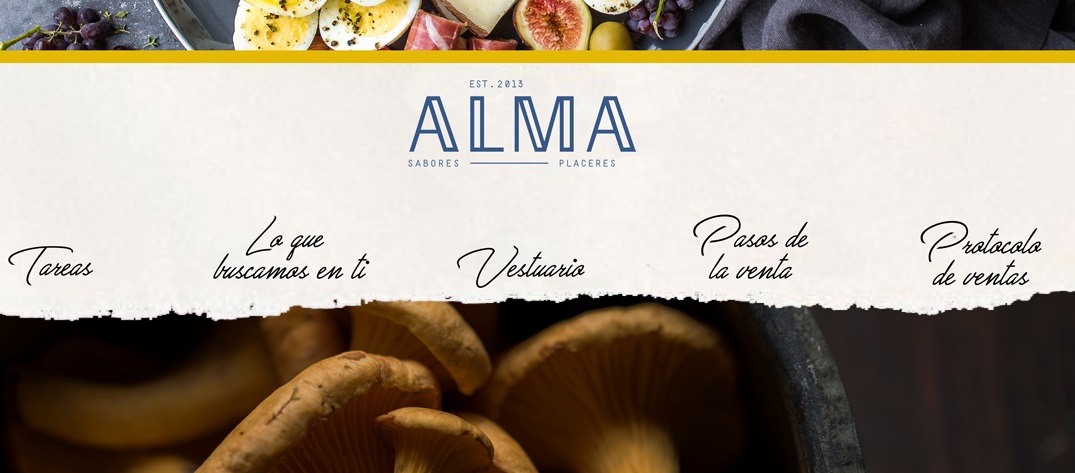 EST. 2013
ALMA
SABORES PLACERES
Tareas
Lo que
buscamos en ti
Vestuario
Pasos de
la venta
Protocolo
de ventas